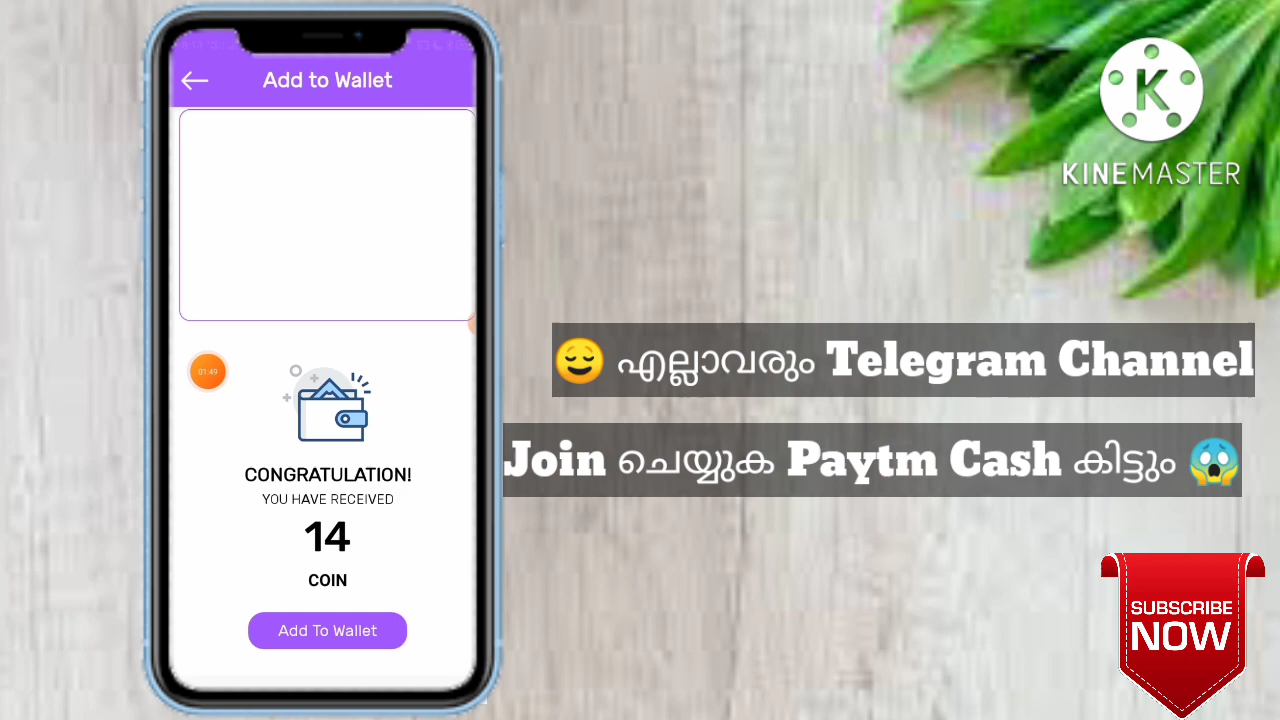 Add to Wallet
01:49
CONGRATULATION!
YOU HAVE RECEIVED
14
COIN
Add To Wallet
K
KINEMASTER
😌 എല്ലാവരും Telegram Channel
Join ചെയ്യുക Paytm Cash കിട്ടും 😱
SUBSCRIBE
NOW